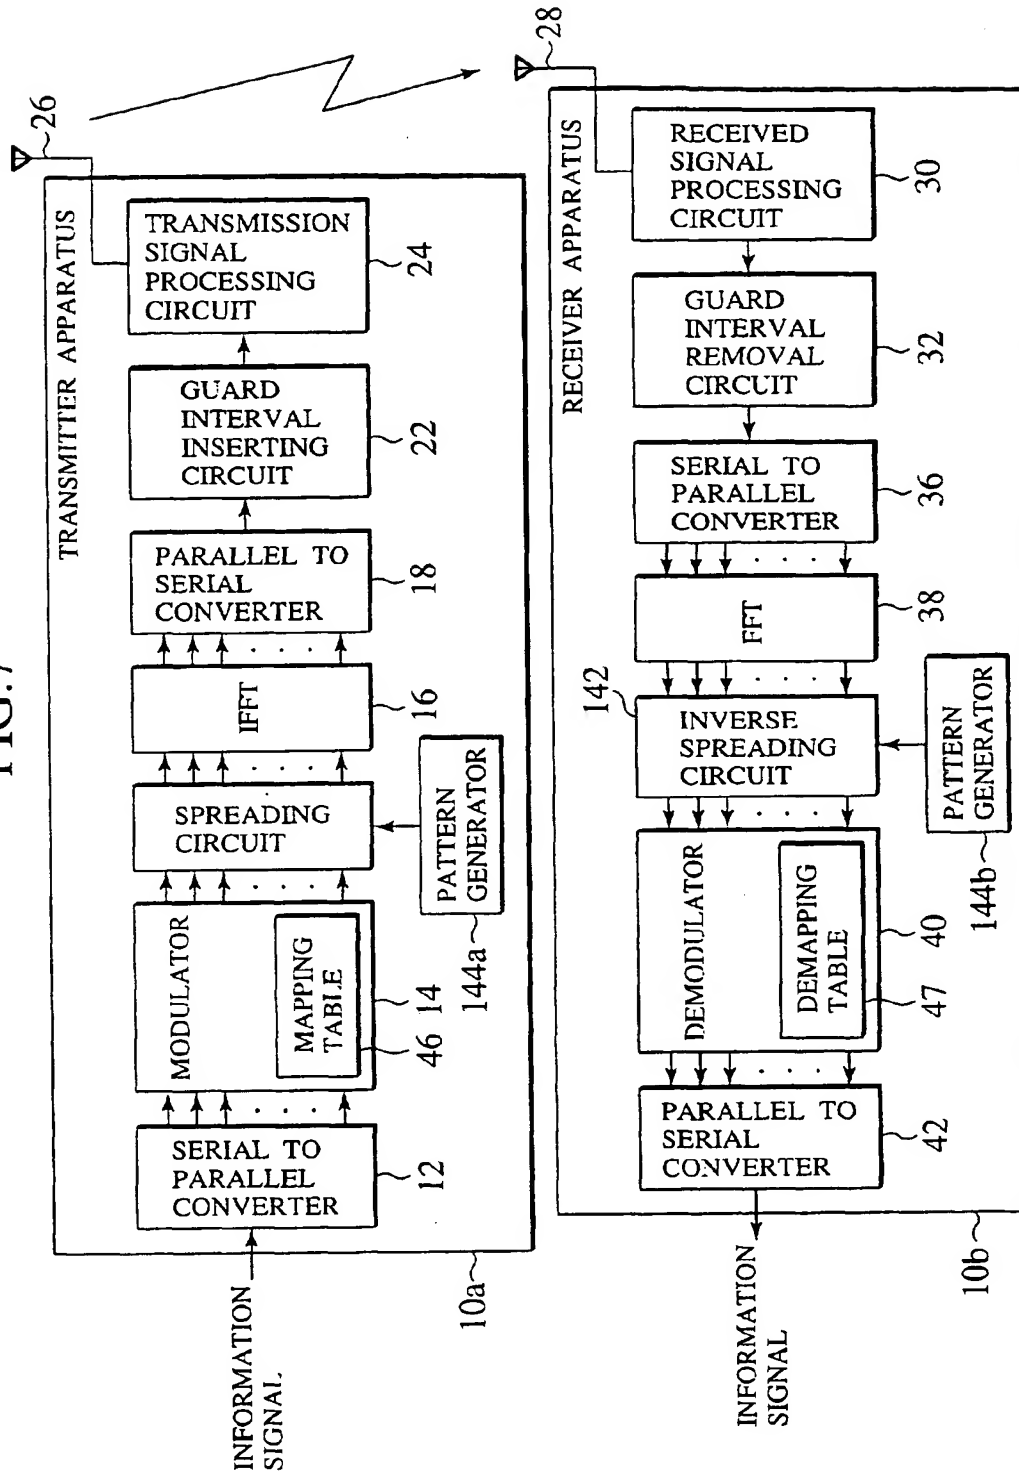 FIG.7
TRANSMITTER APPARATUS
INFORMATION
SIGNAL
SERIAL TO
PARALLEL
CONVERTER
12
MODULATOR
MAPPING
TABLE
46
14
SPREADING
CIRCUIT
PATTERN
GENERATOR
144a
IFFT
16
PARALLEL TO
SERIAL
CONVERTER
18
GUARD
INTERVAL
INSERTING
CIRCUIT
22
TRANSMISSION
SIGNAL
PROCESSING
CIRCUIT
24
26
10a
RECEIVER APPARATUS
28
RECEIVED
SIGNAL
PROCESSING
CIRCUIT
30
GUARD
INTERVAL
REMOVAL
CIRCUIT
32
SERIAL TO
PARALLEL
CONVERTER
36
FFT
38
142
INVERSE
SPREADING
CIRCUIT
PATTERN
GENERATOR
144b
DEMODULATOR
DEMAPPING
TABLE
47
40
PARALLEL TO
SERIAL
CONVERTER
42
INFORMATION
SIGNAL
10b